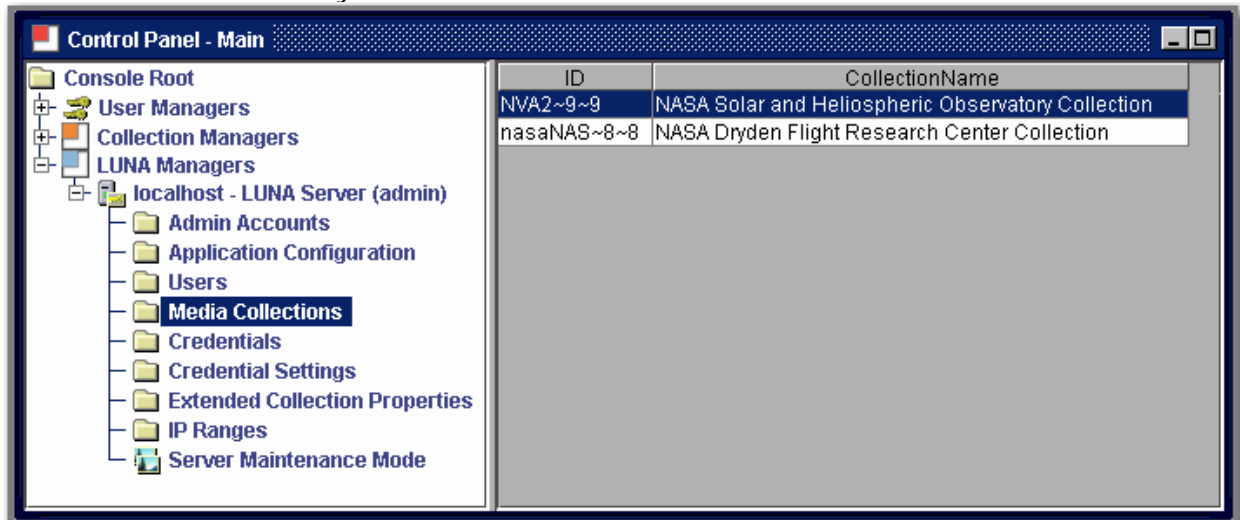 Control Panel - Main
Console Root
User Managers
Collection Managers
LUNA Managers
localhost - LUNA Server (admin)
Admin Accounts
Application Configuration
Users
Media Collections
Credentials
Credential Settings
Extended Collection Properties
IP Ranges
Server Maintenance Mode
ID CollectionName
NVA2~9~9 NASA Solar and Heliospheric Observatory Collection
nasaNAS~8~8 NASA Dryden Flight Research Center Collection